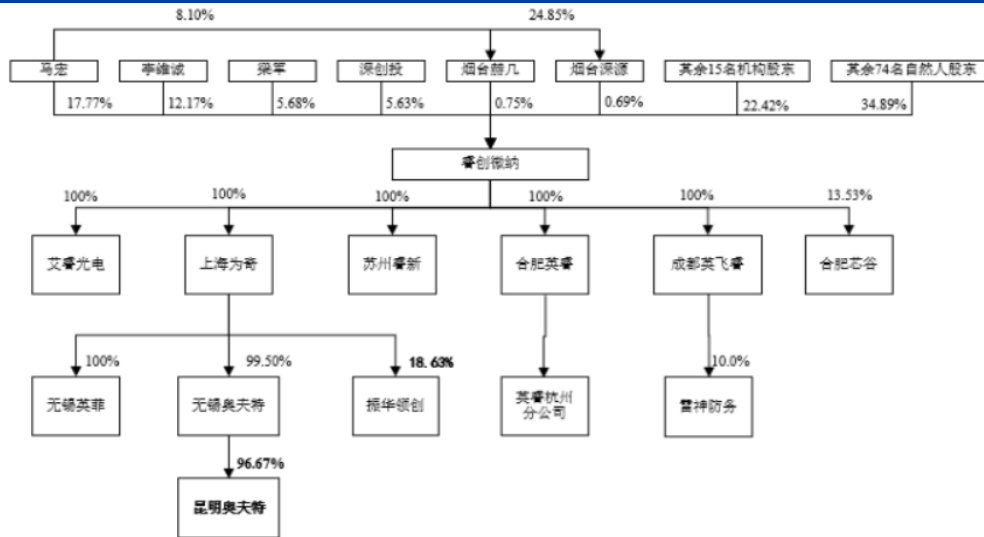 8.10% 24.85%
马宏 李维诚 梁军 深创投 烟台赫几 烟台深源 其余15名机构股东 其余74名自然人股东
17.77% 12.17% 5.68% 5.63% 0.75% 0.69% 22.42% 34.89%
睿创微纳
100% 100% 100% 100% 100% 13.53%
艾睿光电 上海为奇 苏州睿新 合肥英睿 成都英飞睿 合肥芯谷
100% 99.50% 18.63% 10.0%
无锡英菲 无锡奥夫特 振华领创 英睿杭州 雷神防务
分公司
96.67%
昆明奥夫特